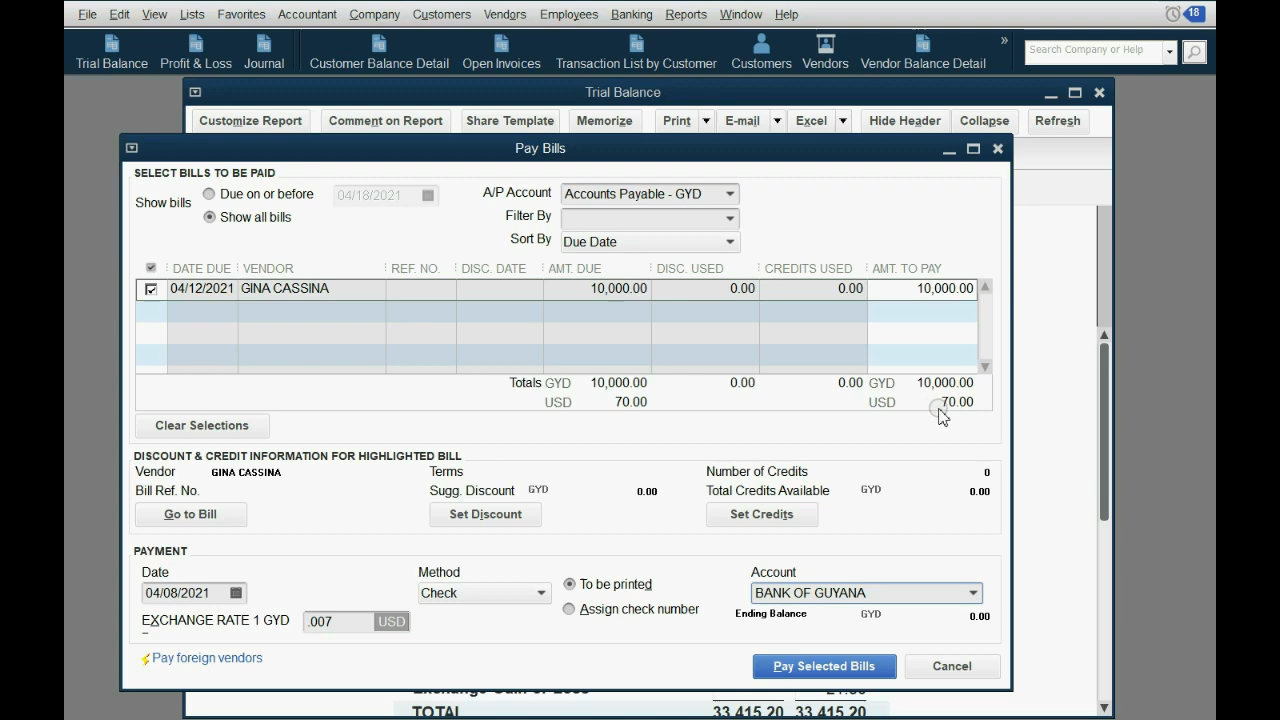 File Edit View Lists Favorites Accountant Company Customers Vendors Employees Banking Reports Window Help 18
Trial Balance Profit & Loss Journal Customer Balance Detail Open Invoices Transaction List by Customer Customers Vendors Vendor Balance Detail » Search Company or Help
Trial Balance
Customize Report Comment on Report Share Template Memorize Print E-mail Excel Hide Header Collapse Refresh
Pay Bills
SELECT BILLS TO BE PAID
Show bills Due on or before 04/18/2021 A/P Account Accounts Payable - GYD
Show all bills Filter By
Sort By Due Date
DATE DUE VENDOR REF. NO. DISC. DATE AMT. DUE DISC. USED CREDITS USED AMT. TO PAY
04/12/2021 GINA CASSINA 10,000.00 0.00 0.00 10,000.00
Totals GYD 10,000.00 0.00 0.00 GYD 10,000.00
USD 70.00 USD 70.00
Clear Selections
DISCOUNT & CREDIT INFORMATION FOR HIGHLIGHTED BILL
Vendor GINA CASSINA Terms Number of Credits 0
Bill Ref. No. Sugg. Discount GYD 0.00 Total Credits Available GYD 0.00
Go to Bill Set Discount Set Credits
PAYMENT
Date Method Account
04/08/2021 Check To be printed BANK OF GUYANA
Assign check number Ending Balance GYD 0.00
EXCHANGE RATE 1 GYD .007 USD
Pay foreign vendors
Pay Selected Bills Cancel
Exchange Gain or Loss 
TOTAL 33,415.20 33,415.20